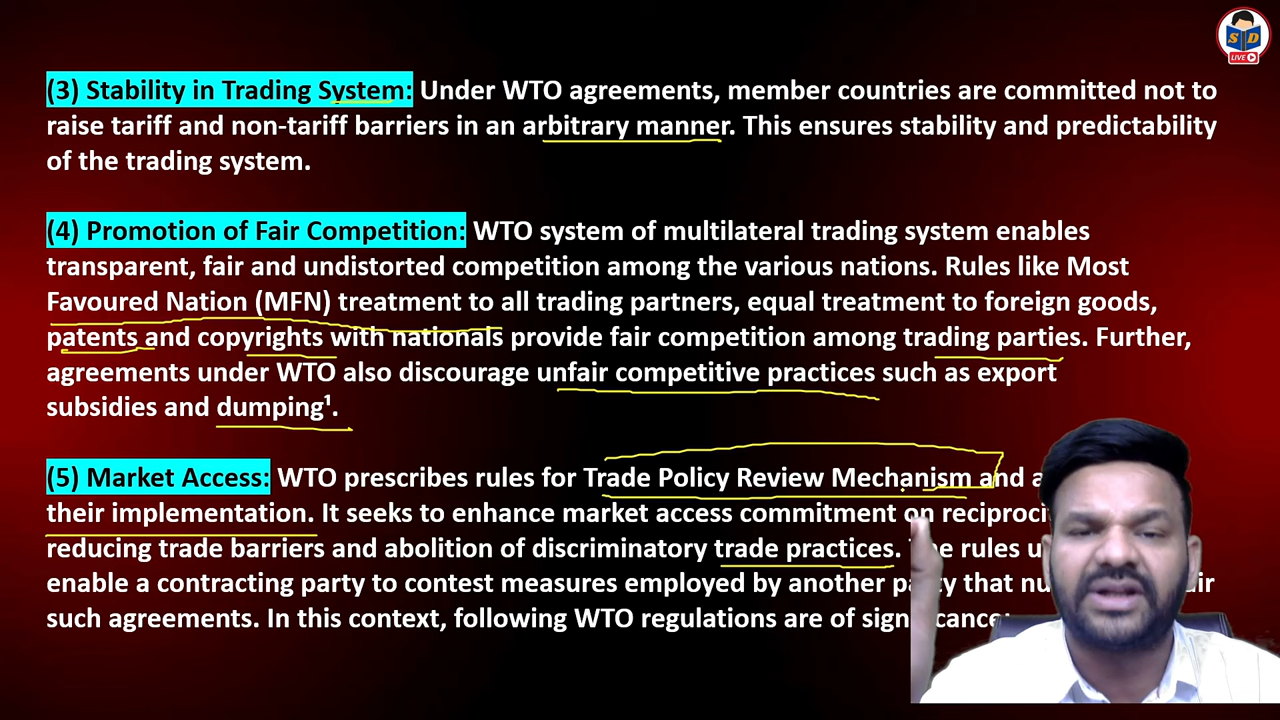 S D
LIVE
(3) Stability in Trading System: Under WTO agreements, member countries are committed not to
raise tariff and non-tariff barriers in an arbitrary manner. This ensures stability and predictability
of the trading system.
(4) Promotion of Fair Competition: WTO system of multilateral trading system enables
transparent, fair and undistorted competition among the various nations. Rules like Most
Favoured Nation (MFN) treatment to all trading partners, equal treatment to foreign goods,
patents and copyrights with nationals provide fair competition among trading parties. Further,
agreements under WTO also discourage unfair competitive practices such as export
subsidies and dumping¹.
(5) Market Access: WTO prescribes rules for Trade Policy Review Mechanism and
their implementation. It seeks to enhance market access commitment on
reducing trade barriers and abolition of discriminatory trade practices. rules
enable a contracting party to contest measures employed by another that
such agreements. In this context, following WTO regulations are of